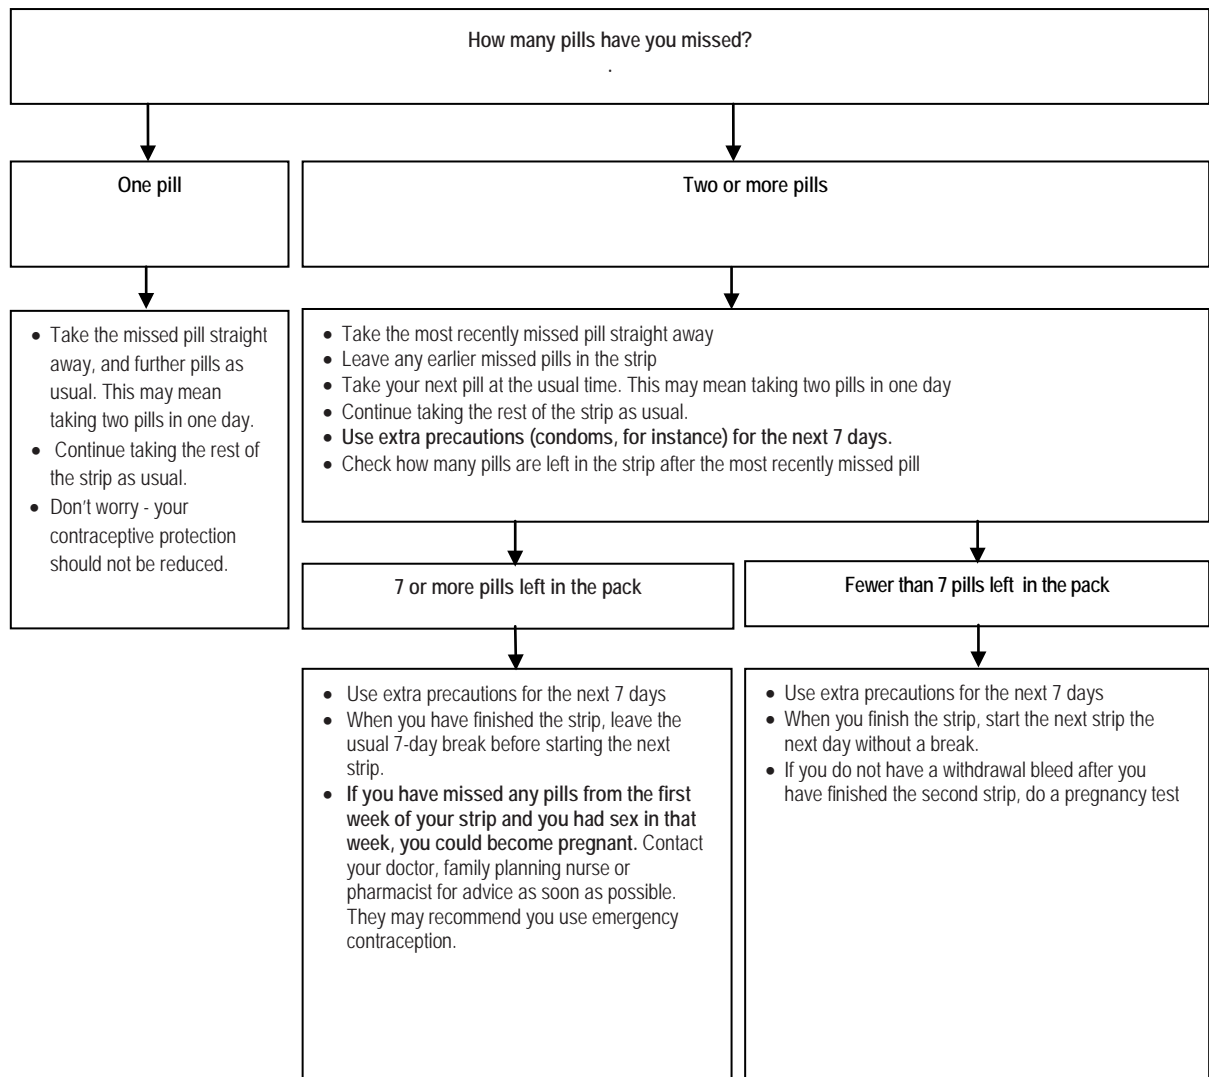 How many pills have you missed?
.
One pill
Two or more pills
• Take the missed pill straight
away, and further pills as
usual. This may mean
taking two pills in one day.
•  Continue taking the rest of
the strip as usual.
• Don't worry - your
contraceptive protection
should not be reduced.
• Take the most recently missed pill straight away
• Leave any earlier missed pills in the strip
• Take your next pill at the usual time. This may mean taking two pills in one day
• Continue taking the rest of the strip as usual.
• Use extra precautions (condoms, for instance) for the next 7 days.
• Check how many pills are left in the strip after the most recently missed pill
7 or more pills left in the pack
Fewer than 7 pills left  in the pack
• Use extra precautions for the next 7 days
• When you have finished the strip, leave the
usual 7-day break before starting the next
strip.
• If you have missed any pills from the first
week of your strip and you had sex in that
week, you could become pregnant. Contact
your doctor, family planning nurse or
pharmacist for advice as soon as possible.
They may recommend you use emergency
contraception.
• Use extra precautions for the next 7 days
• When you finish the strip, start the next strip the
next day without a break.
• If you do not have a withdrawal bleed after you
have finished the second strip, do a pregnancy test